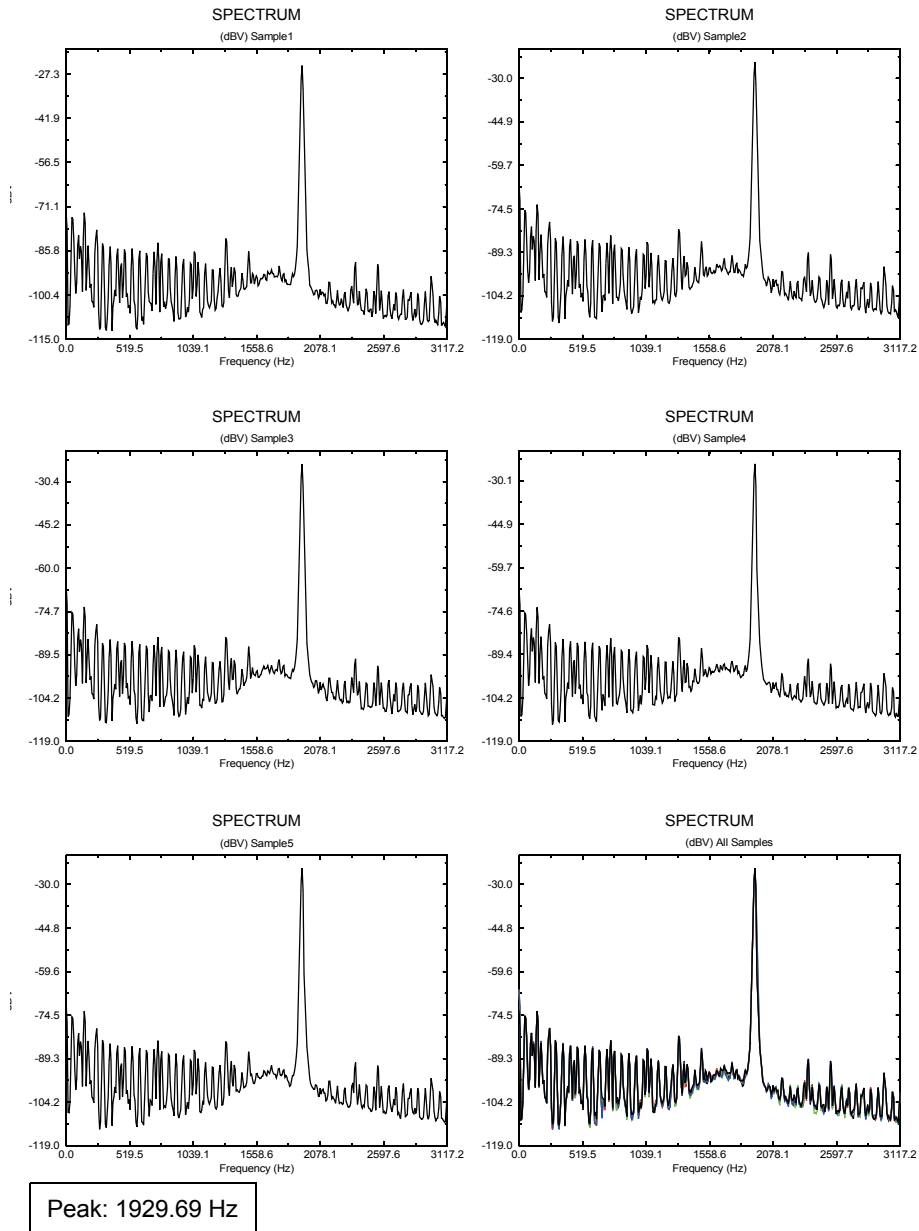 SPECTRUM
(dBV) Sample1
-27.3
-41.9
-56.5
-71.1
-85.8
-100.4
-115.0
0.0 519.5 1039.1 1558.6 2078.1 2597.6 3117.2
Frequency (Hz)
SPECTRUM
(dBV) Sample2
-30.0
-44.9
-59.7
-74.5
-89.3
-104.2
-119.0
0.0 519.5 1039.1 1558.6 2078.1 2597.6 3117.2
Frequency (Hz)
SPECTRUM
(dBV) Sample3
-30.4
-45.2
-60.0
-74.7
-89.5
-104.2
-119.0
0.0 519.5 1039.1 1558.6 2078.1 2597.6 3117.2
Frequency (Hz)
SPECTRUM
(dBV) Sample4
-30.1
-44.9
-59.7
-74.6
-89.4
-104.2
-119.0
0.0 519.5 1039.1 1558.6 2078.1 2597.6 3117.2
Frequency (Hz)
SPECTRUM
(dBV) Sample5
-30.0
-44.8
-59.6
-74.5
-89.3
-104.2
-119.0
0.0 519.5 1039.1 1558.6 2078.1 2597.6 3117.2
Frequency (Hz)
SPECTRUM
(dBV) All Samples
-30.0
-44.8
-59.6
-74.5
-89.3
-104.2
-119.0
0.0 519.5 1039.1 1558.6 2078.1 2597.6 3117.2
Frequency (Hz)
Peak: 1929.69 Hz